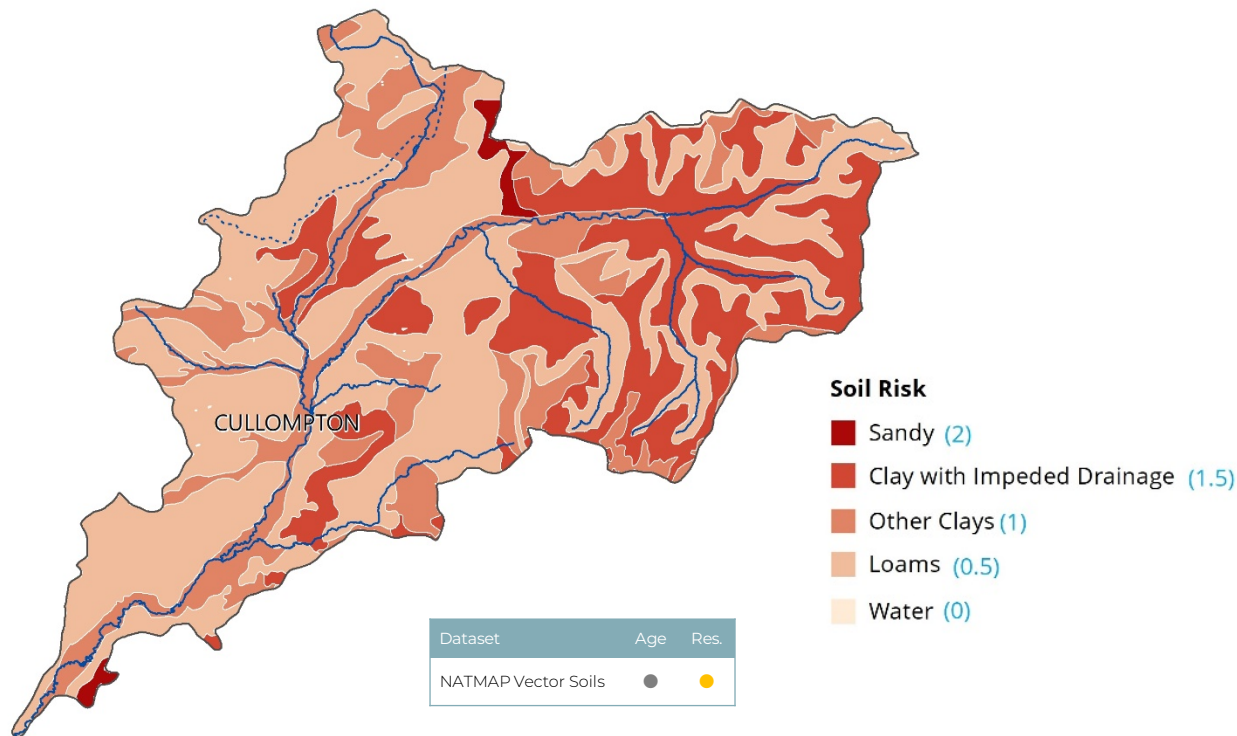 CULLOMPTON
Soil Risk
Sandy (2)
Clay with Impeded Drainage (1.5)
Other Clays (1)
Loams (0.5)
Water (0)
Dataset Age Res.
NATMAP Vector Soils